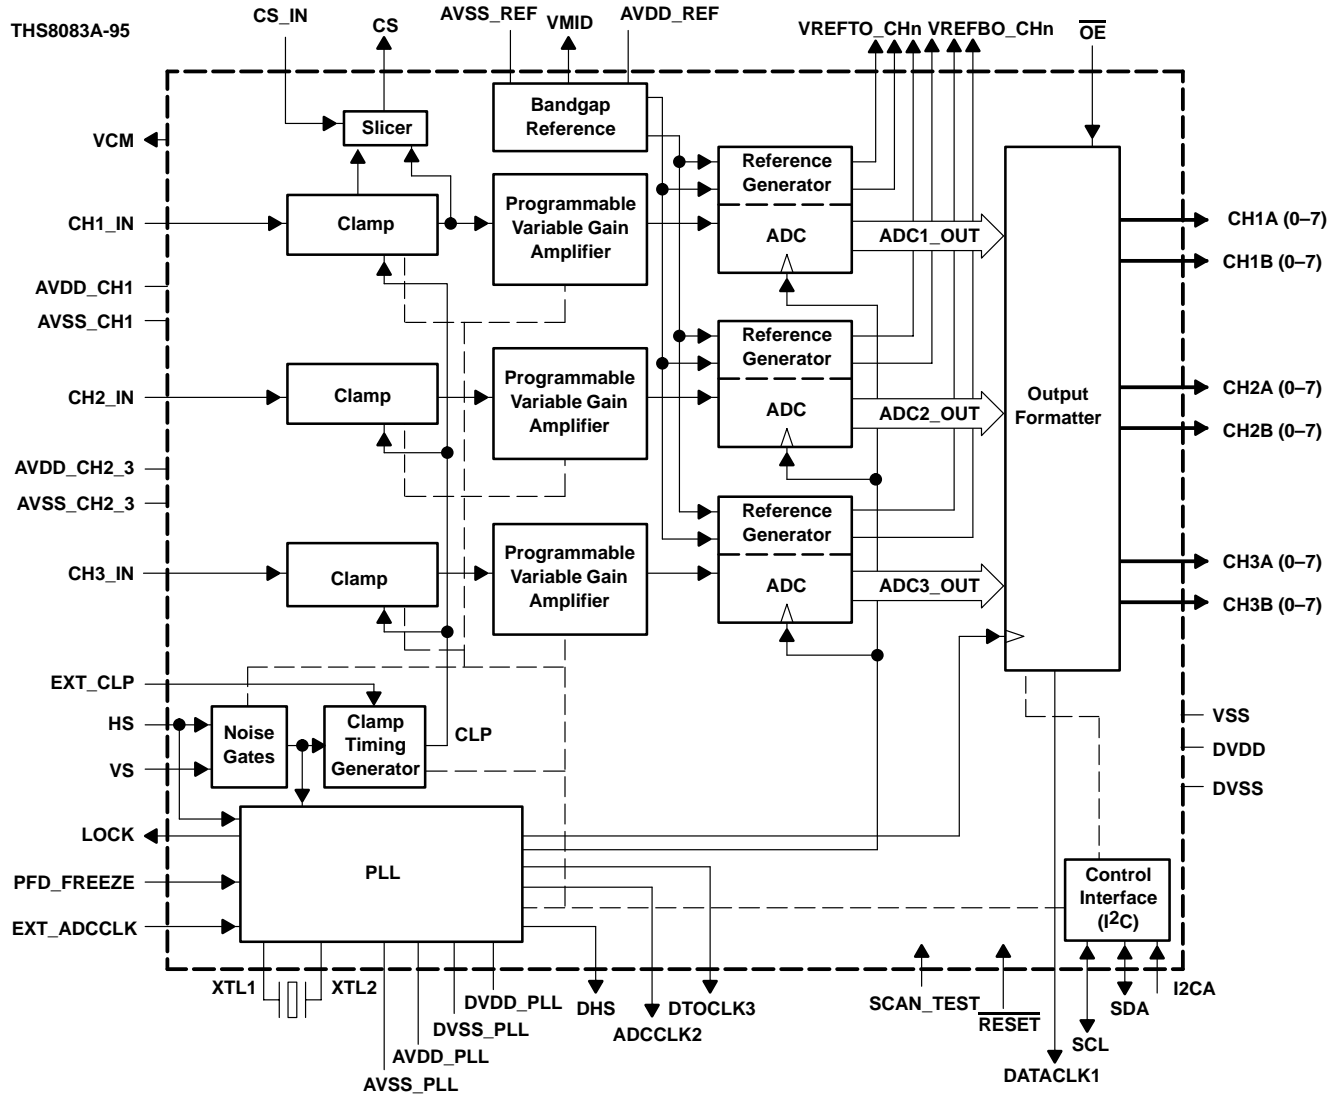 THS8083A-95
CS_IN
CS
AVSS_REF
VMID
AVDD_REF
VREFTO_CHn
VREFBO_CHn
OE
VCM
Slicer
Bandgap
Reference
CH1_IN
Clamp
Programmable
Variable Gain
Amplifier
Reference
Generator
ADC
ADC1_OUT
CH1A (0–7)
CH1B (0–7)
AVDD_CH1
AVSS_CH1
CH2_IN
Clamp
Programmable
Variable Gain
Amplifier
Reference
Generator
ADC
ADC2_OUT
Output
Formatter
CH2A (0–7)
CH2B (0–7)
AVDD_CH2_3
AVSS_CH2_3
CH3_IN
Clamp
Programmable
Variable Gain
Amplifier
Reference
Generator
ADC
ADC3_OUT
CH3A (0–7)
CH3B (0–7)
EXT_CLP
HS
VS
Noise
Gates
Clamp
Timing
Generator
CLP
VSS
DVDD
DVSS
LOCK
PFD_FREEZE
EXT_ADCCLK
PLL
Control
Interface
(I2C)
XTL1
XTL2
DVDD_PLL
DVSS_PLL
AVDD_PLL
AVSS_PLL
DHS
ADCCLK2
DTOCLK3
SCAN_TEST
RESET
DATACLK1
SCL
SDA
I2CA